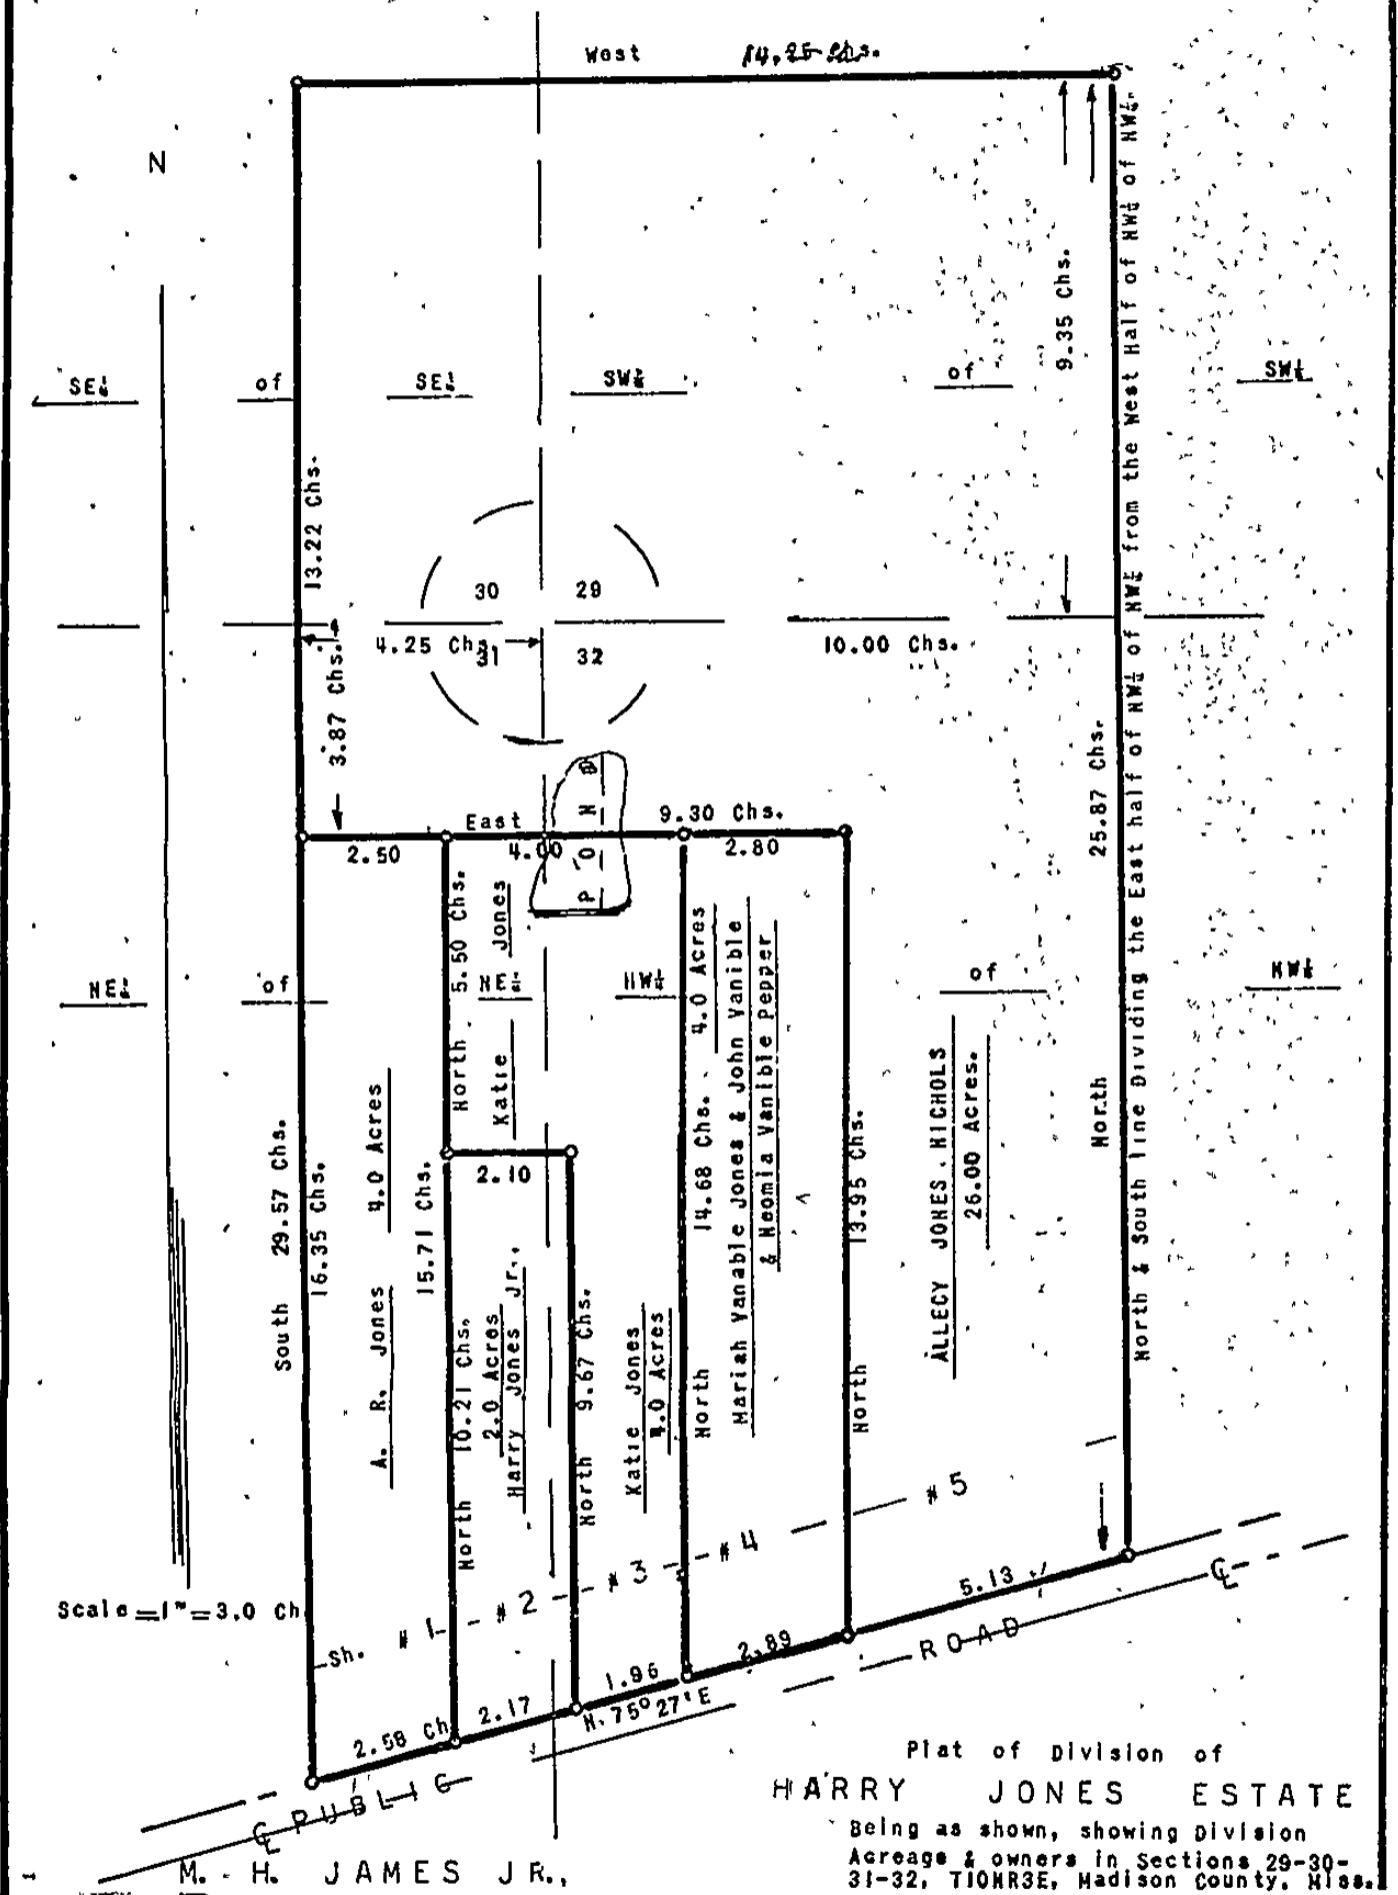 West 14.25 Chs.
N
9.35 Chs.
SE¼ of SE¼ SW¼ of SW¼
13.22 Chs.
30 29
4.25 Chs. 10.00 Chs.
31 32
3.87 Chs.
25.87 Chs.
North
North & South line Dividing the East half of NW¼ of NW¼ from the West Half of NW¼ of NW¼.
POND
East 9.30 Chs.
2.50 4.00 2.80
NE¼ of NE¼ NW¼ of NW¼
North 5.50 Chs.
Katie Jones
2.10
South 29.57 Chs.
16.35 Chs.
A. R. Jones 4.0 Acres
15.71 Chs.
North 10.21 Chs.
2.0 Acres
Harry Jones Jr.,
North 9.67 Chs.
Katie Jones
4.0 Acres
North 14.68 Chs. 4.0 Acres
Mariah Vanable Jones & John Vanible
& Neomia Vanible Pepper
North 13.95 Chs.
ALLECY JONES NICHOLS
26.00 Acres.
Scale=1"=3.0 Ch
Sh. #1 - #2 - #3 - #4 #5
2.58 Ch 2.17 1.96 2.89 5.13
N. 75° 27' E
℄ PUBLIC ROAD ℄
Plat of Division of
HARRY JONES ESTATE
Being as shown, showing Division
Acreage & owners in Sections 29-30-
31-32, T10NR3E, Madison County, Miss.
M. H. JAMES JR.,